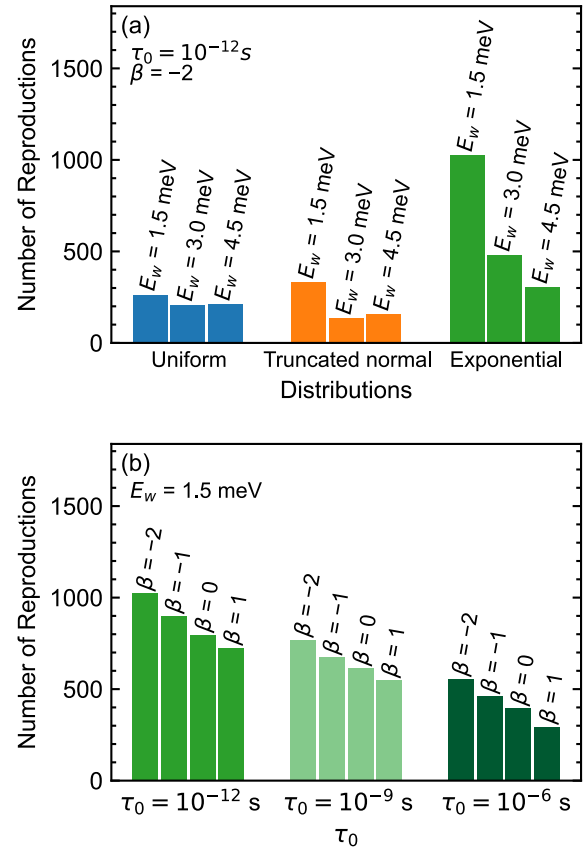 (a)
τ₀ = 10⁻¹²s
β = −2
Number of Reproductions
1500
1000
500
0
E_w = 1.5 meV
E_w = 3.0 meV
E_w = 4.5 meV
E_w = 1.5 meV
E_w = 3.0 meV
E_w = 4.5 meV
E_w = 1.5 meV
E_w = 3.0 meV
E_w = 4.5 meV
Uniform
Truncated normal
Exponential
Distributions
(b)
E_w = 1.5 meV
Number of Reproductions
1500
1000
500
0
β = −2
β = −1
β = 0
β = 1
β = −2
β = −1
β = 0
β = 1
β = −2
β = −1
β = 0
β = 1
τ₀ = 10⁻¹² s
τ₀ = 10⁻⁹ s
τ₀ = 10⁻⁶ s
τ₀